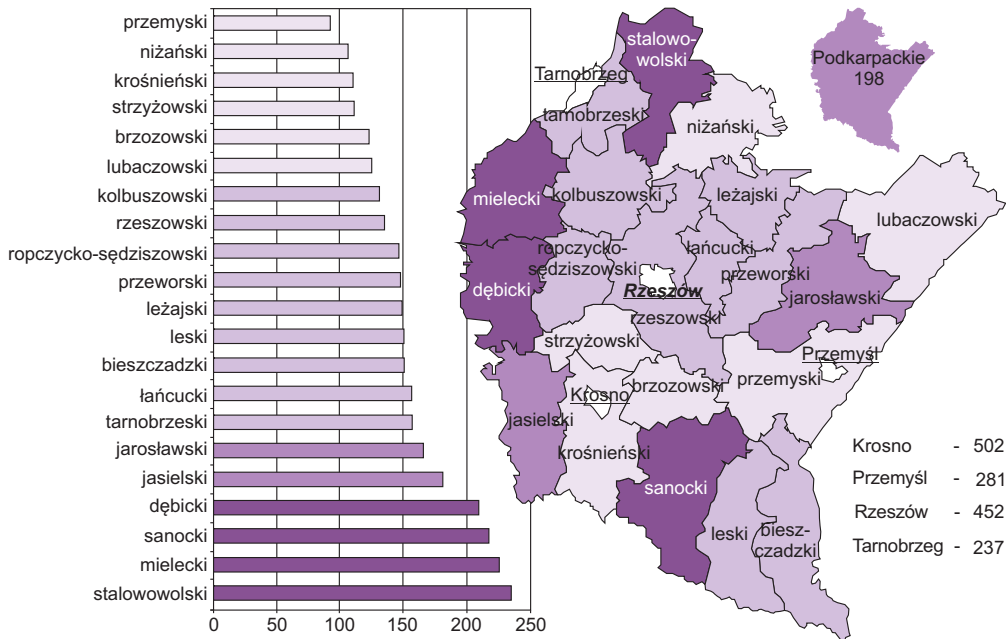 przemyski
niżański
krośnieński
strzyżowski
brzozowski
lubaczowski
kolbuszowski
rzeszowski
ropczycko-sędziszowski
przeworski
leżajski
leski
bieszczadzki
łańcucki
tarnobrzeski
jarosławski
jasielski
dębicki
sanocki
mielecki
stalowowolski
0 50 100 150 200 250
stalowo-
wolski
Tarnobrzeg
tarnobrzeski
niżański
Podkarpackie
198
mielecki
kolbuszowski
leżajski
lubaczowski
ropczycko-
sędziszowski
łańcucki
przeworski
dębicki
Rzeszów
jarosławski
rzeszowski
strzyżowski
Przemyśl
przemyski
brzozowski
Krosno
jasielski
krośnieński
sanocki
leski
biesz-
czadzki
Krosno - 502
Przemyśl - 281
Rzeszów - 452
Tarnobrzeg - 237